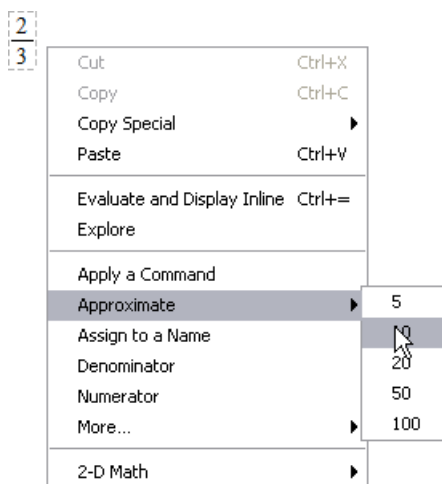 2
3
Cut Ctrl+X
Copy Ctrl+C
Copy Special
Paste Ctrl+V
Evaluate and Display Inline Ctrl+=
Explore
Apply a Command
Approximate
Assign to a Name
Denominator
Numerator
More...
2-D Math
5
10
20
50
100